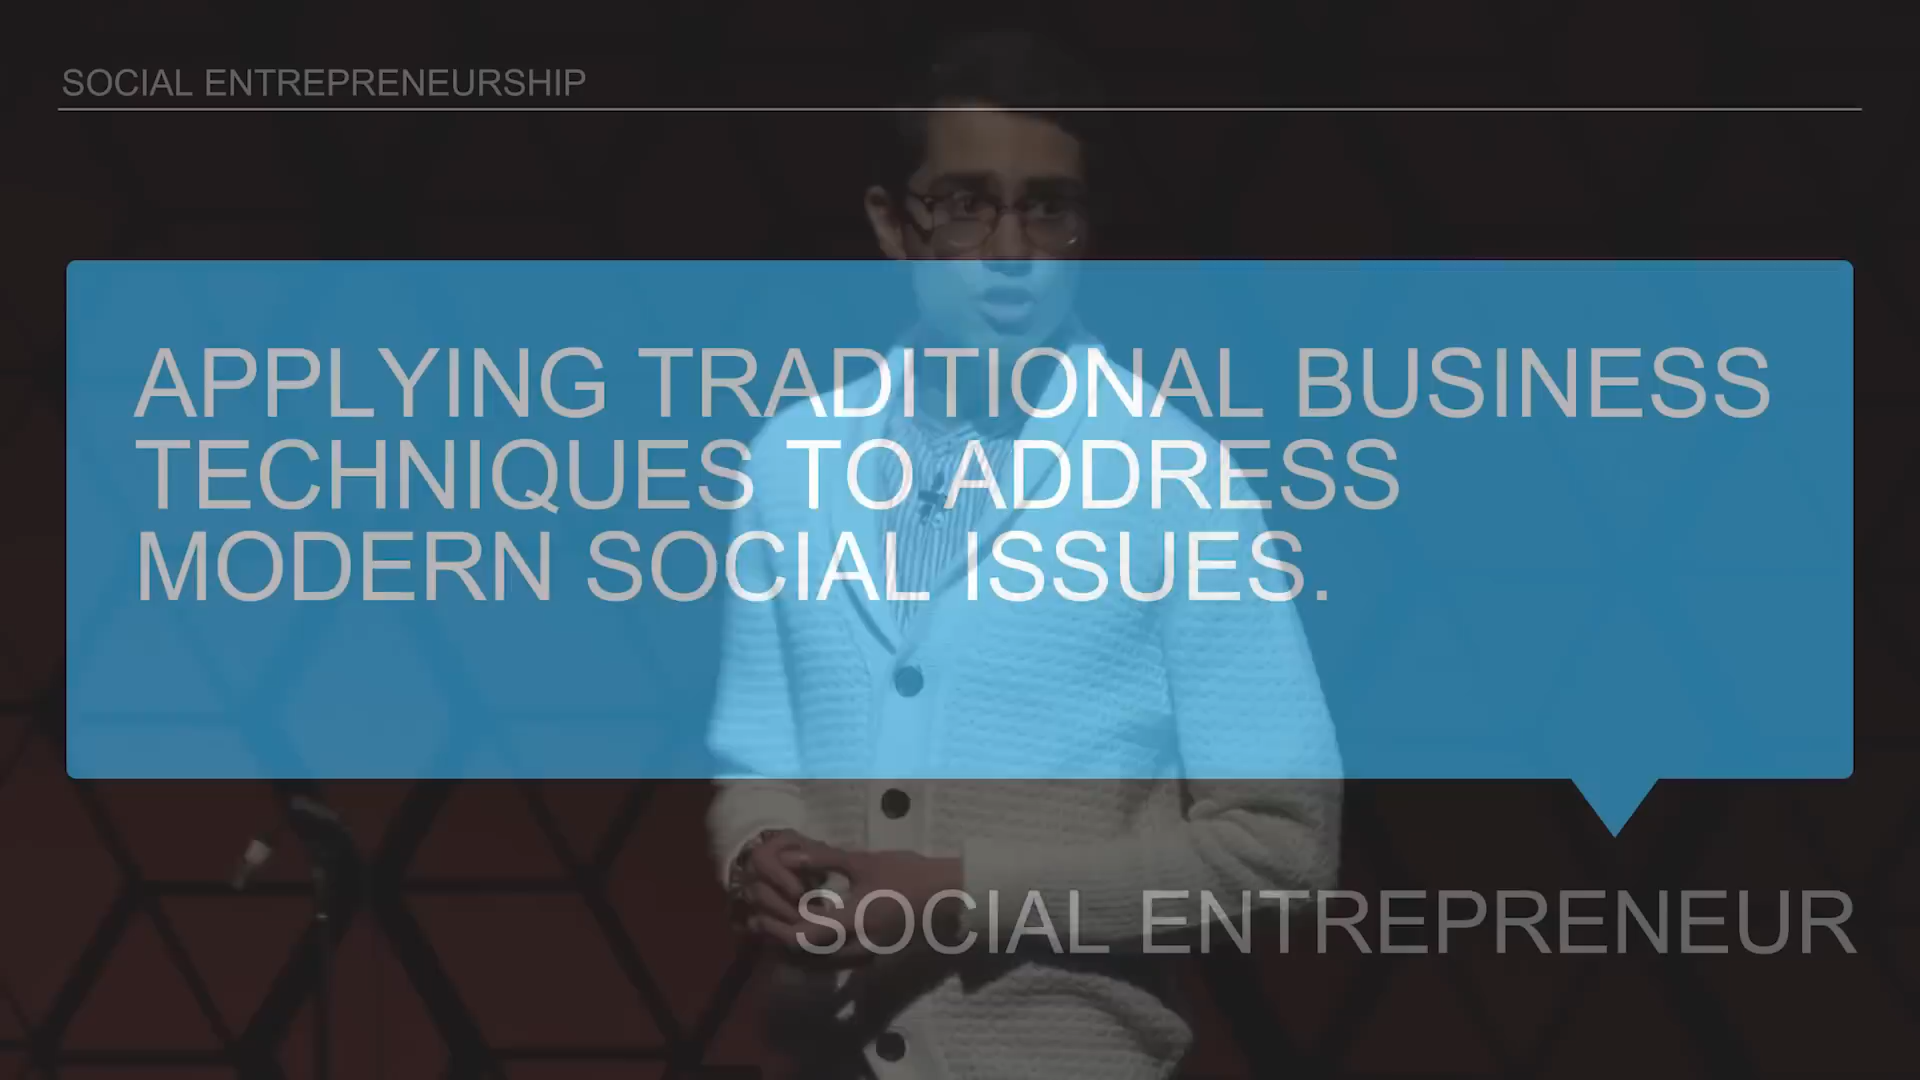 SOCIAL ENTREPRENEURSHIP
APPLYING TRADITIONAL BUSINESS
TECHNIQUES TO ADDRESS
MODERN SOCIAL ISSUES.
SOCIAL ENTREPRENEUR